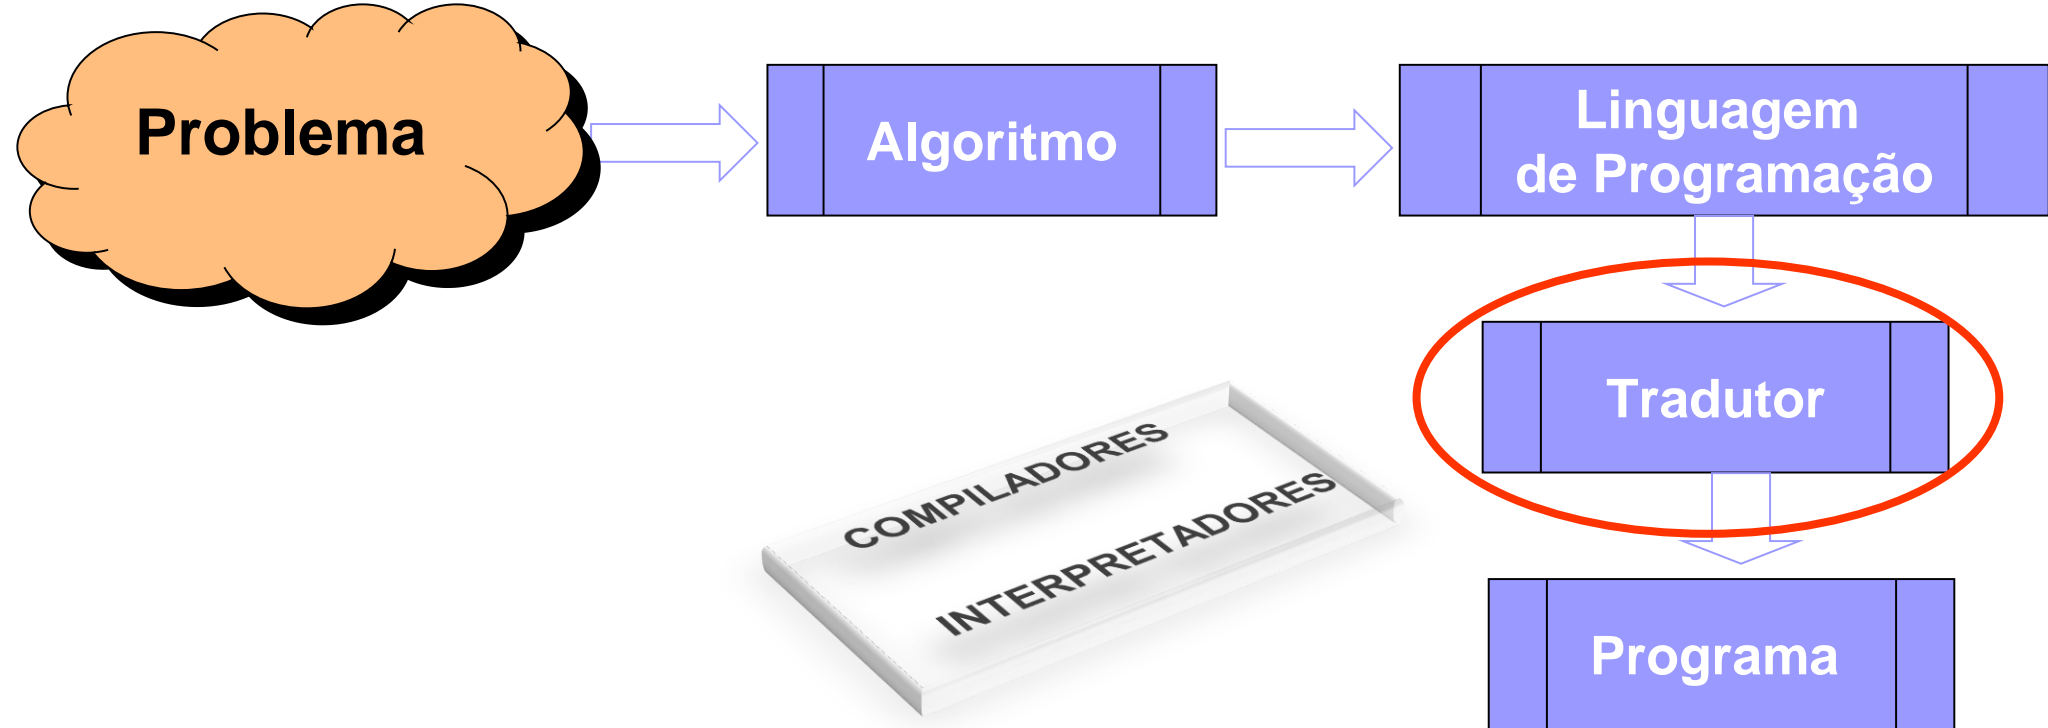 Problema
Algoritmo
Linguagem
de Programação
Tradutor
COMPILADORES
INTERPRETADORES
Programa